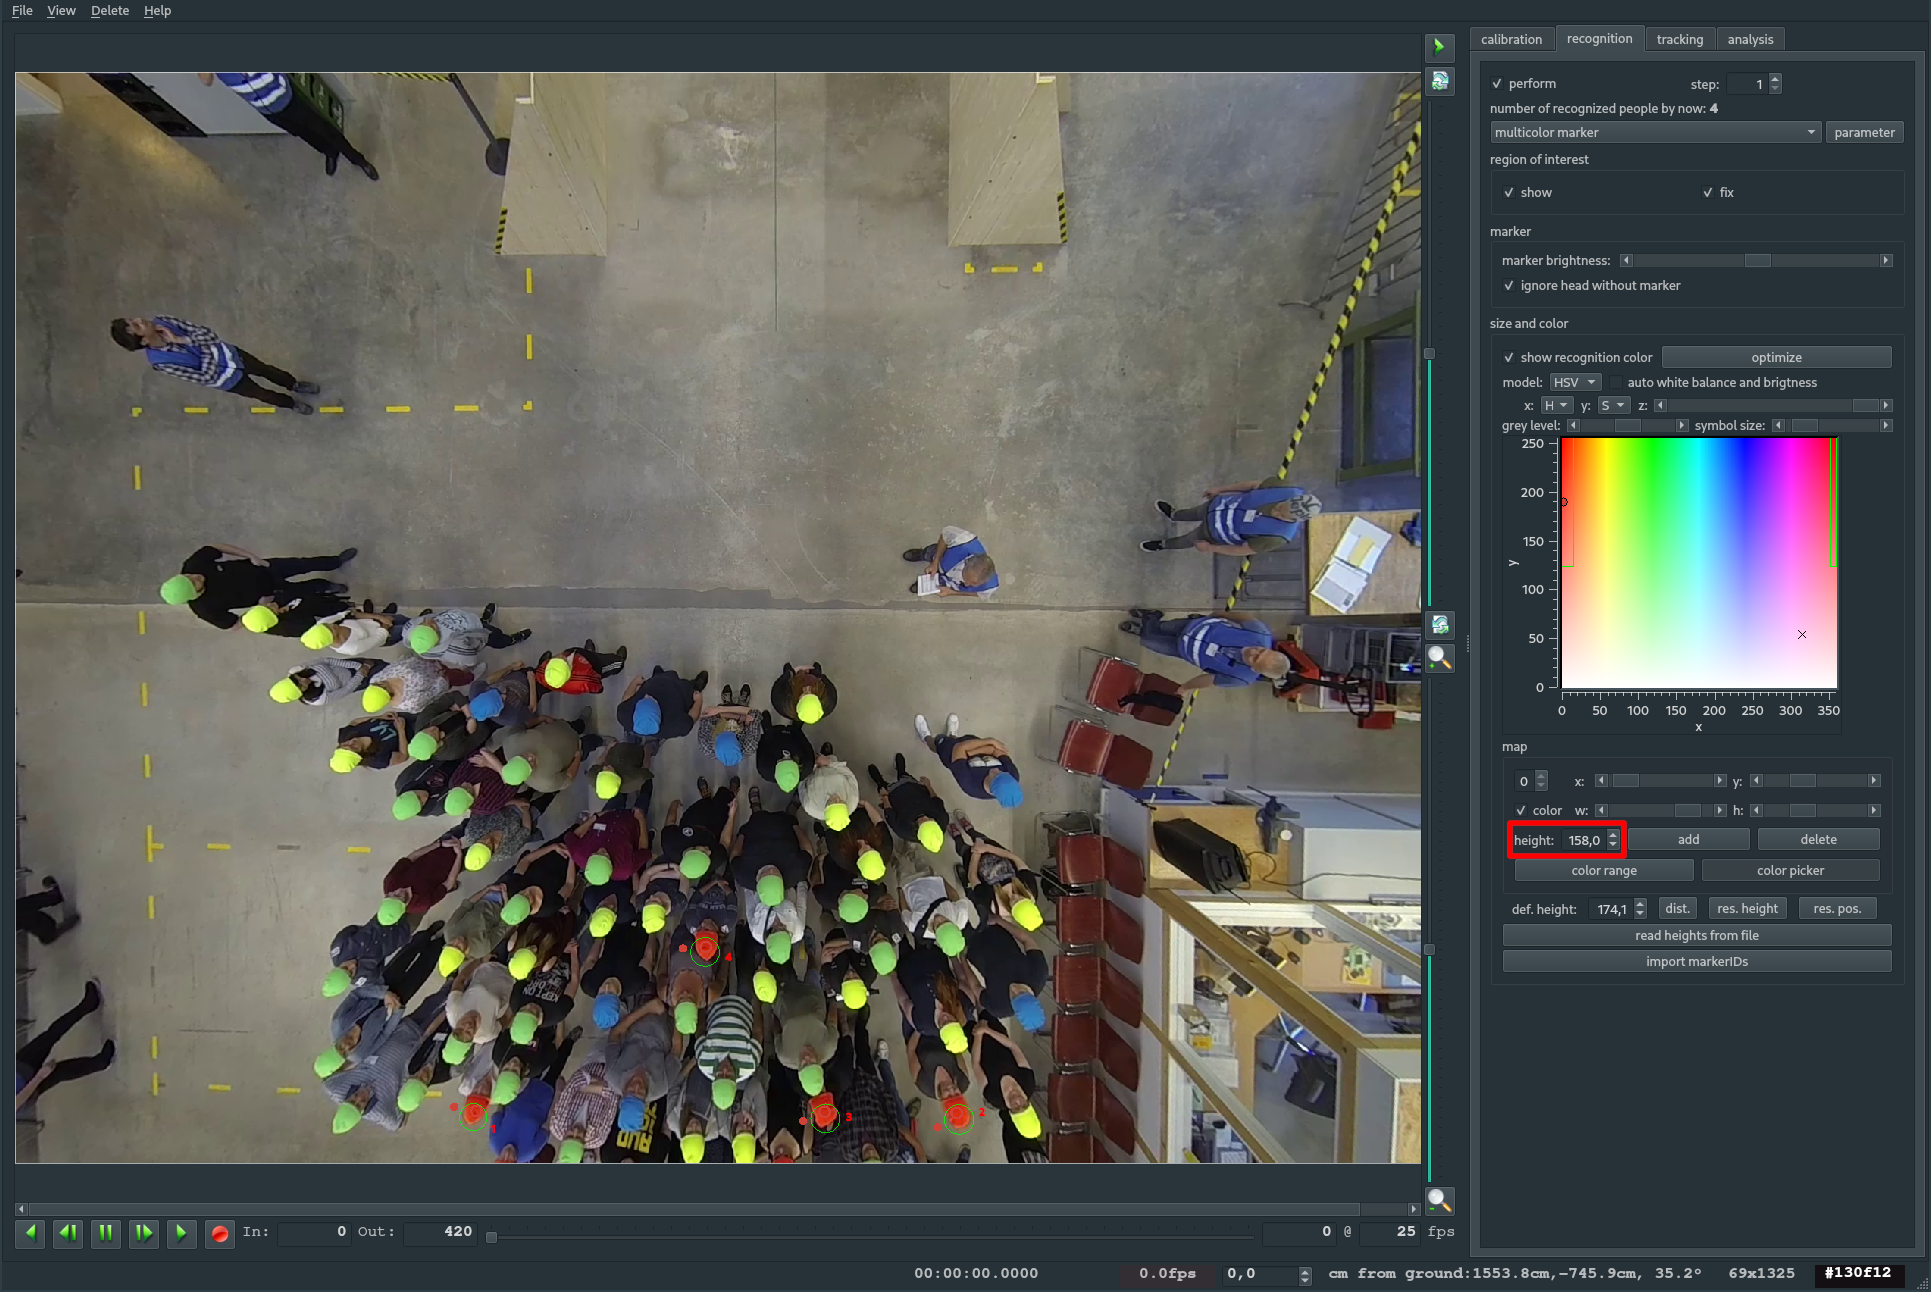 File View Delete Help
calibration recognition tracking analysis
perform step: 1
number of recognized people by now: 4
multicolor marker parameter
region of interest
show fix
marker
marker brightness:
ignore head without marker
size and color
show recognition color optimize
model: HSV auto white balance and brigtness
x: H y: S z:
grey level: symbol size:
250
200
150
100
50
0
y
0 50 100 150 200 250 300 350
x
map
0 x: y:
color w: h:
height: 158,0 add delete
color range color picker
def. height: 174,1 dist. res. height res. pos.
read heights from file
import markerIDs
4
1
3
2
In: 0 Out: 420 0 @ 25 fps
00:00:00.0000 0.0fps 0,0 cm from ground:1553.8cm,-745.9cm, 35.2° 69x1325 #130f12